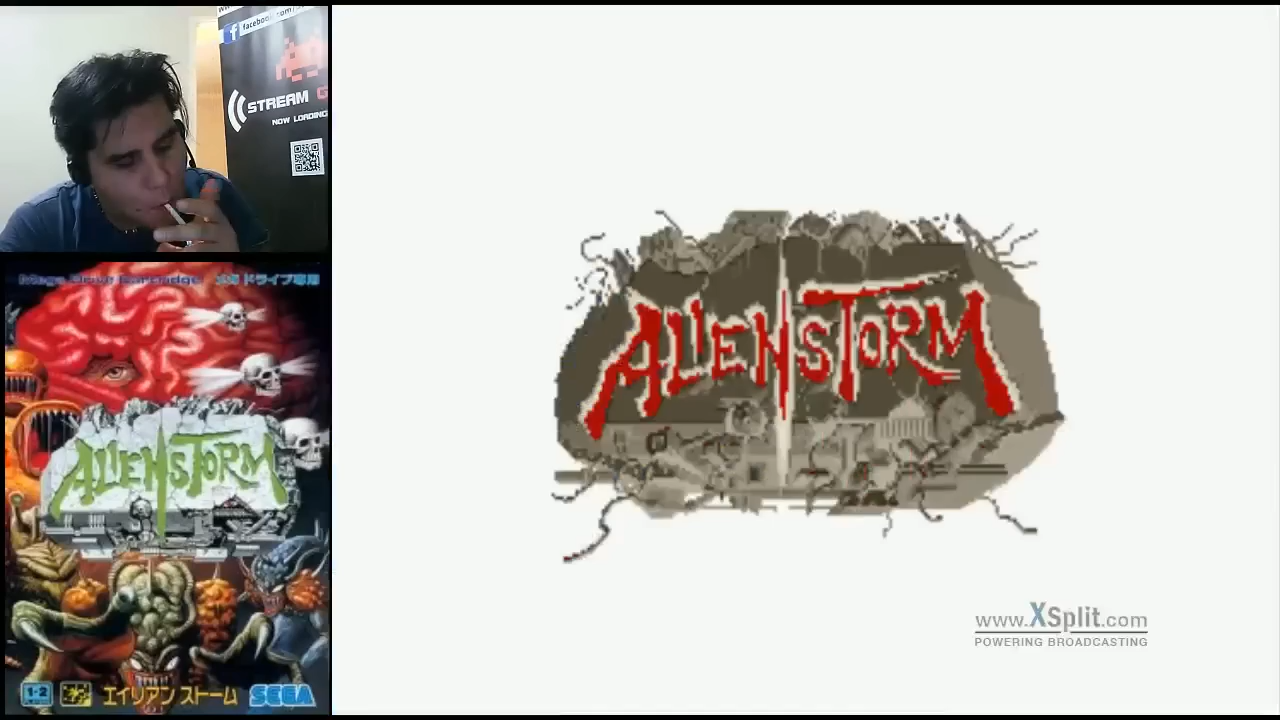 facebook.com/
STREAM G
NOW LOADING
Mega Drive Cartridge メガドライブ専用
ALIEN STORM
1-2
エイリアン ストーム
SEGA
ALIEN STORM
www.XSplit.com
POWERING BROADCASTING